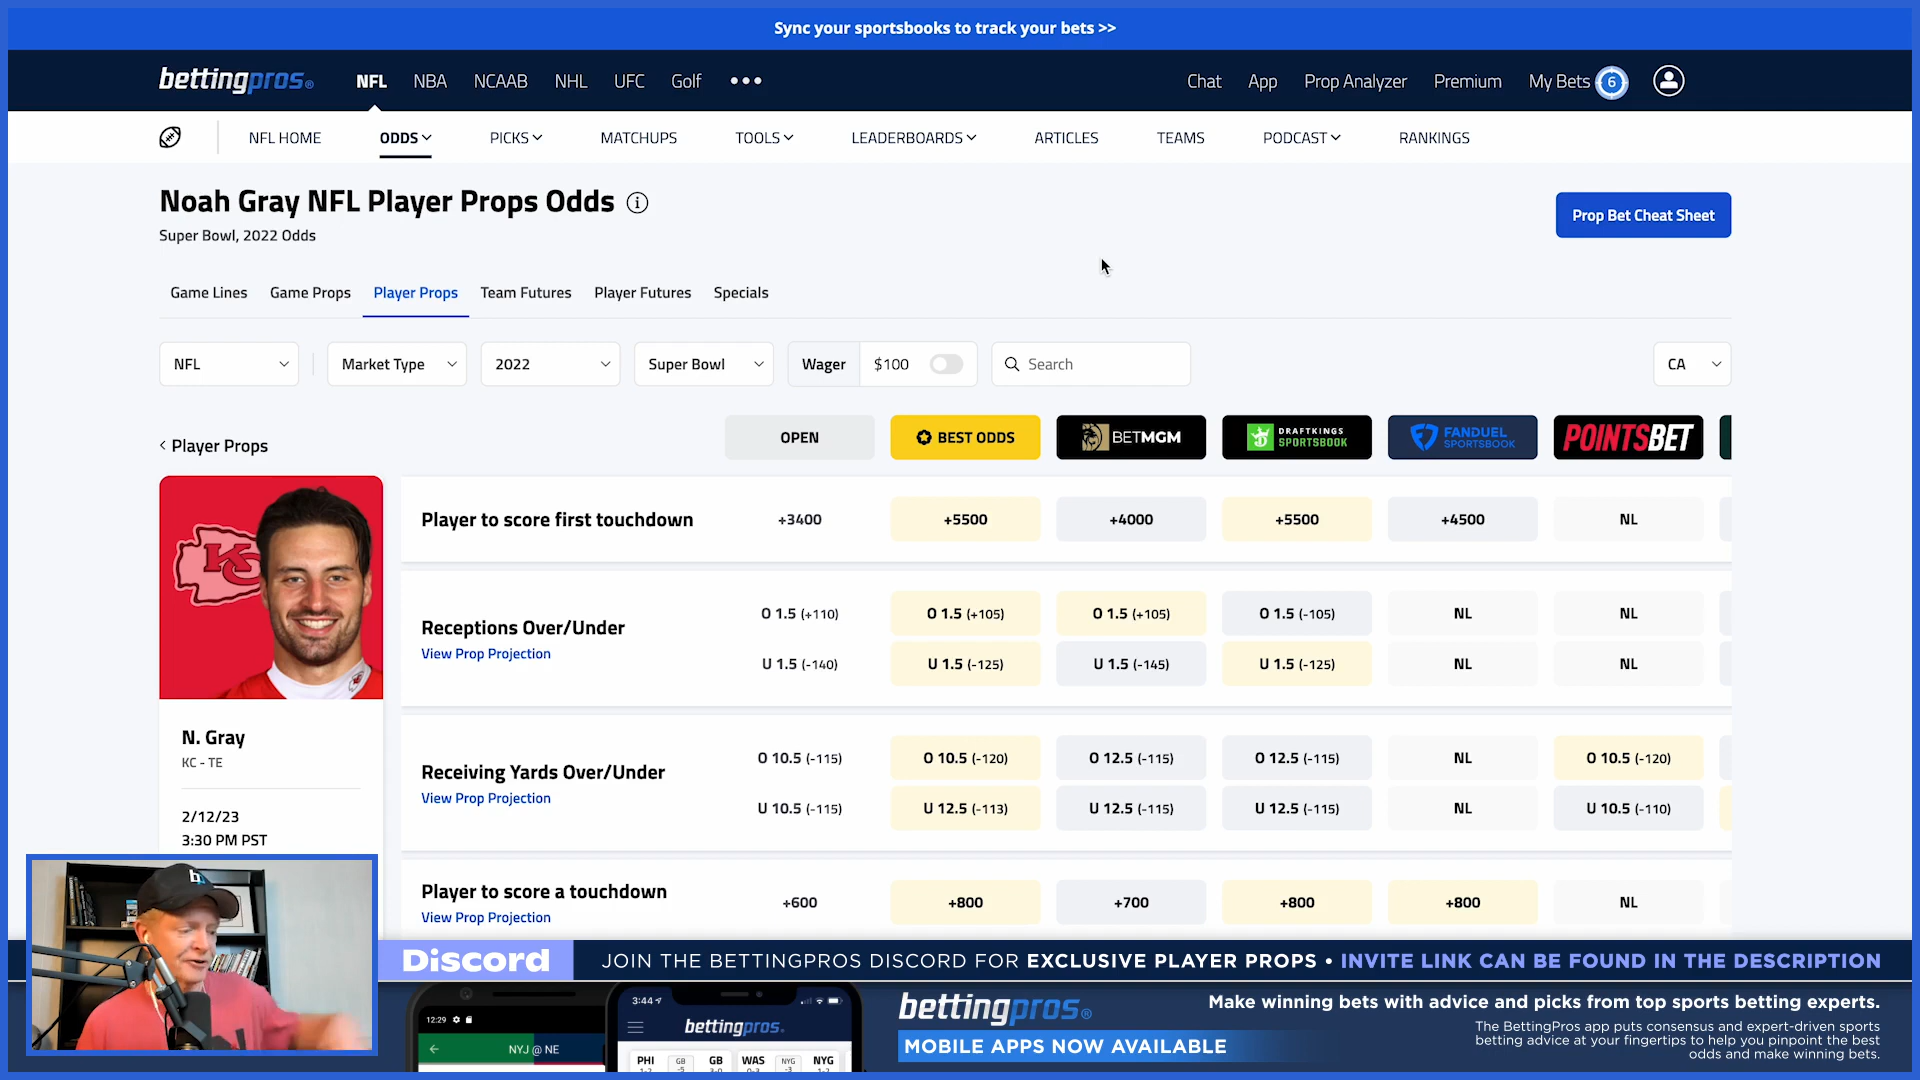 Sync your sportsbooks to track your bets >>
bettingpros® NFL NBA NCAAB NHL UFC Golf ••• Chat App Prop Analyzer Premium My Bets 6
NFL HOME ODDS PICKS MATCHUPS TOOLS LEADERBOARDS ARTICLES TEAMS PODCAST RANKINGS
Noah Gray NFL Player Props Odds
Super Bowl, 2022 Odds
Prop Bet Cheat Sheet
Game Lines Game Props Player Props Team Futures Player Futures Specials
NFL Market Type 2022 Super Bowl Wager $100 Search CA
< Player Props OPEN BEST ODDS BETMGM DRAFTKINGS SPORTSBOOK FANDUEL SPORTSBOOK POINTSBET
Player to score first touchdown +3400 +5500 +4000 +5500 +4500 NL
Receptions Over/Under
View Prop Projection
O 1.5 (+110) O 1.5 (+105) O 1.5 (+105) O 1.5 (-105) NL NL
U 1.5 (-140) U 1.5 (-125) U 1.5 (-145) U 1.5 (-125) NL NL
Receiving Yards Over/Under
View Prop Projection
O 10.5 (-115) O 10.5 (-120) O 12.5 (-115) O 12.5 (-115) NL O 10.5 (-120)
U 10.5 (-115) U 12.5 (-113) U 12.5 (-115) U 12.5 (-115) NL U 10.5 (-110)
Player to score a touchdown
View Prop Projection
+600 +800 +700 +800 +800 NL
KC
N. Gray
KC - TE
2/12/23
3:30 PM PST
b.
Discord JOIN THE BETTINGPROS DISCORD FOR EXCLUSIVE PLAYER PROPS • INVITE LINK CAN BE FOUND IN THE DESCRIPTION
12:29
NYJ @ NE
3:44
bettingpros.
PHI GB GB WAS NYG NYG
-5 -3
bettingpros®
MOBILE APPS NOW AVAILABLE
Make winning bets with advice and picks from top sports betting experts.
The BettingPros app puts consensus and expert-driven sports
betting advice at your fingertips to help you pinpoint the best
odds and make winning bets.